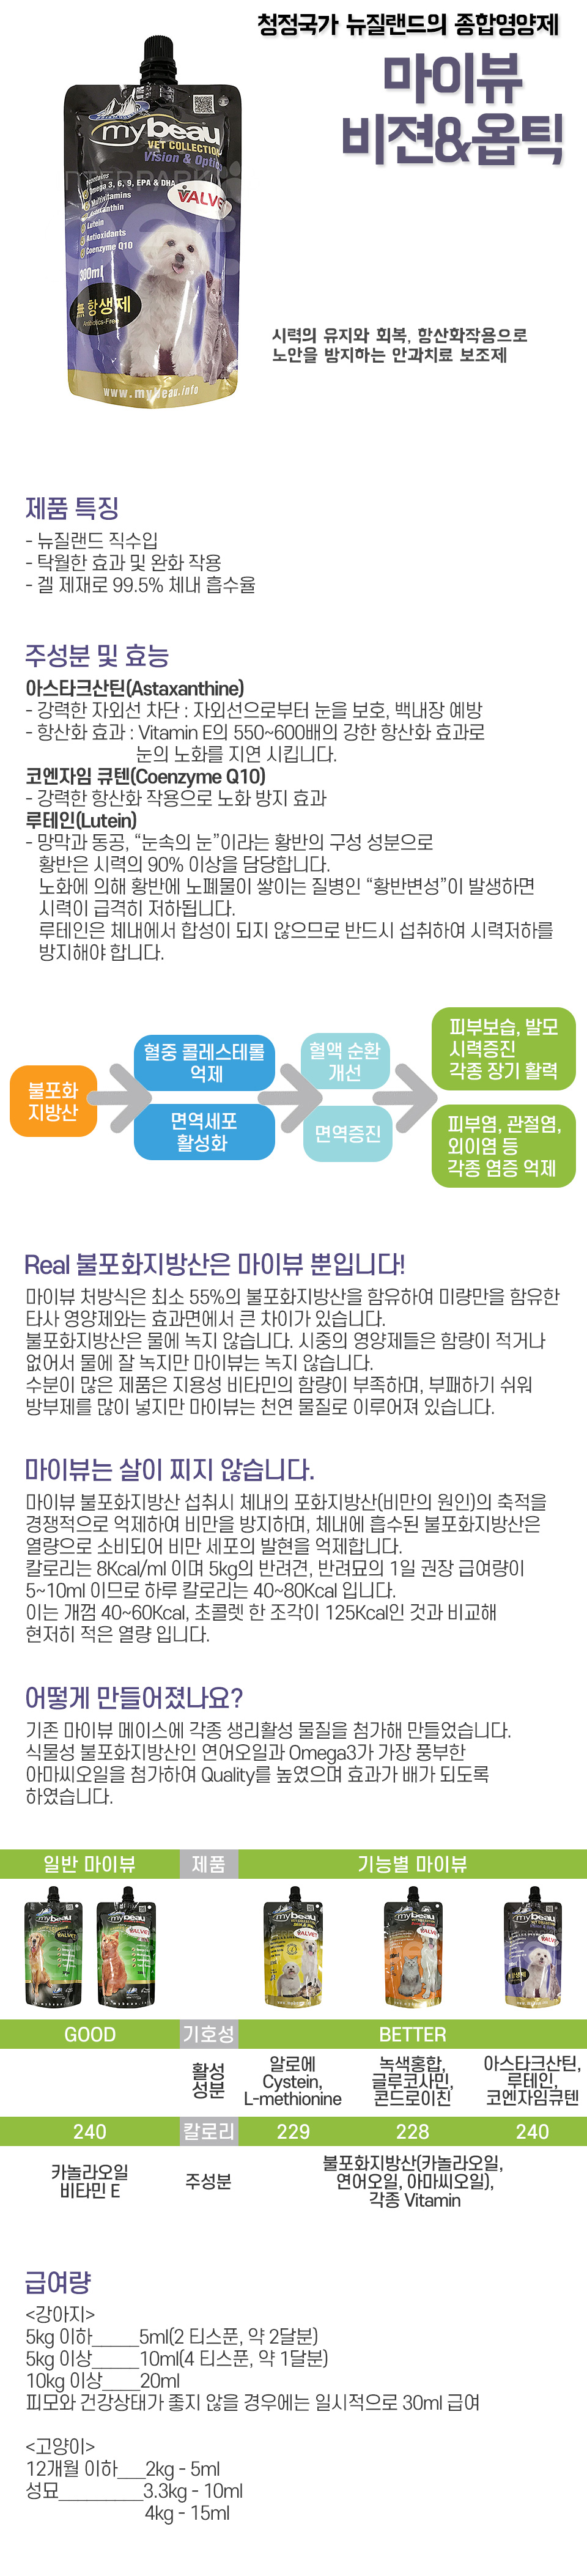 청정국가 뉴질랜드의 종합영양제
마이뷰
비젼&옵틱
mybeau
VET COLLECTION
Vision & Optic
Omega 3, 6, 9, EPA & DHA
Multivitamins
Lutein
Antioxidants
Coenzyme Q10
VALVE
300ml
無항생제
Antibiotics-Free
www.mybeau.info
시력의 유지와 회복, 항산화작용으로
노안을 방지하는 안과치료 보조제
제품 특징
- 뉴질랜드 직수입
- 탁월한 효과 및 완화 작용
- 겔 제재로 99.5% 체내 흡수율
주성분 및 효능
아스타크산틴(Astaxanthine)
- 강력한 자외선 차단 : 자외선으로부터 눈을 보호, 백내장 예방
- 항산화 효과 : Vitamin E의 550~600배의 강한 항산화 효과로
눈의 노화를 지연 시킵니다.
코엔자임 큐텐(Coenzyme Q10)
- 강력한 항산화 작용으로 노화 방지 효과
루테인(Lutein)
- 망막과 동공, “눈속의 눈”이라는 황반의 구성 성분으로
황반은 시력의 90% 이상을 담당합니다.
노화에 의해 황반에 노폐물이 쌓이는 질병인 “황반변성”이 발생하면
시력이 급격히 저하됩니다.
루테인은 체내에서 합성이 되지 않으므로 반드시 섭취하여 시력저하를
방지해야 합니다.
불포화
지방산
혈중 콜레스테롤
억제
면역세포
활성화
혈액 순환
개선
면역증진
피부보습, 발모
시력증진
각종 장기 활력
피부염, 관절염,
외이염 등
각종 염증 억제
Real 불포화지방산은 마이뷰 뿐입니다!
마이뷰 처방식은 최소 55%의 불포화지방산을 함유하여 미량만을 함유한
타사 영양제와는 효과면에서 큰 차이가 있습니다.
불포화지방산은 물에 녹지 않습니다. 시중의 영양제들은 함량이 적거나
없어서 물에 잘 녹지만 마이뷰는 녹지 않습니다.
수분이 많은 제품은 지용성 비타민의 함량이 부족하며, 부패하기 쉬워
방부제를 많이 넣지만 마이뷰는 천연 물질로 이루어져 있습니다.
마이뷰는 살이 찌지 않습니다.
마이뷰 불포화지방산 섭취시 체내의 포화지방산(비만의 원인)의 축적을
경쟁적으로 억제하여 비만을 방지하며, 체내에 흡수된 불포화지방산은
열량으로 소비되어 비만 세포의 발현을 억제합니다.
칼로리는 8Kcal/ml 이며 5kg의 반려견, 반려묘의 1일 권장 급여량이
5~10ml 이므로 하루 칼로리는 40~80Kcal 입니다.
이는 개껌 40~60Kcal, 초콜렛 한 조각이 125Kcal인 것과 비교해
현저히 적은 열량 입니다.
어떻게 만들어졌나요?
기존 마이뷰 메이스에 각종 생리활성 물질을 첨가해 만들었습니다.
식물성 불포화지방산인 연어오일과 Omega3가 가장 풍부한
아마씨오일을 첨가하여 Quality를 높였으며 효과가 배가 되도록
하였습니다.
일반 마이뷰 제품 기능별 마이뷰
mybeau mybeau mybeau mybeau mybeau
GOOD 기호성 BETTER
활성
성분
알로에
Cystein,
L-methionine
녹색홍합,
글루코사민,
콘드로이친
아스타크산틴,
루테인,
코엔자임큐텐
240 칼로리 229 228 240
카놀라오일
비타민 E
주성분
불포화지방산(카놀라오일,
연어오일, 아마씨오일),
각종 Vitamin
급여량
<강아지>
5kg 이하_____5ml(2 티스푼, 약 2달분)
5kg 이상_____10ml(4 티스푼, 약 1달분)
10kg 이상____20ml
피모와 건강상태가 좋지 않을 경우에는 일시적으로 30ml 급여
<고양이>
12개월 이하___2kg - 5ml
성묘_________3.3kg - 10ml
4kg - 15ml